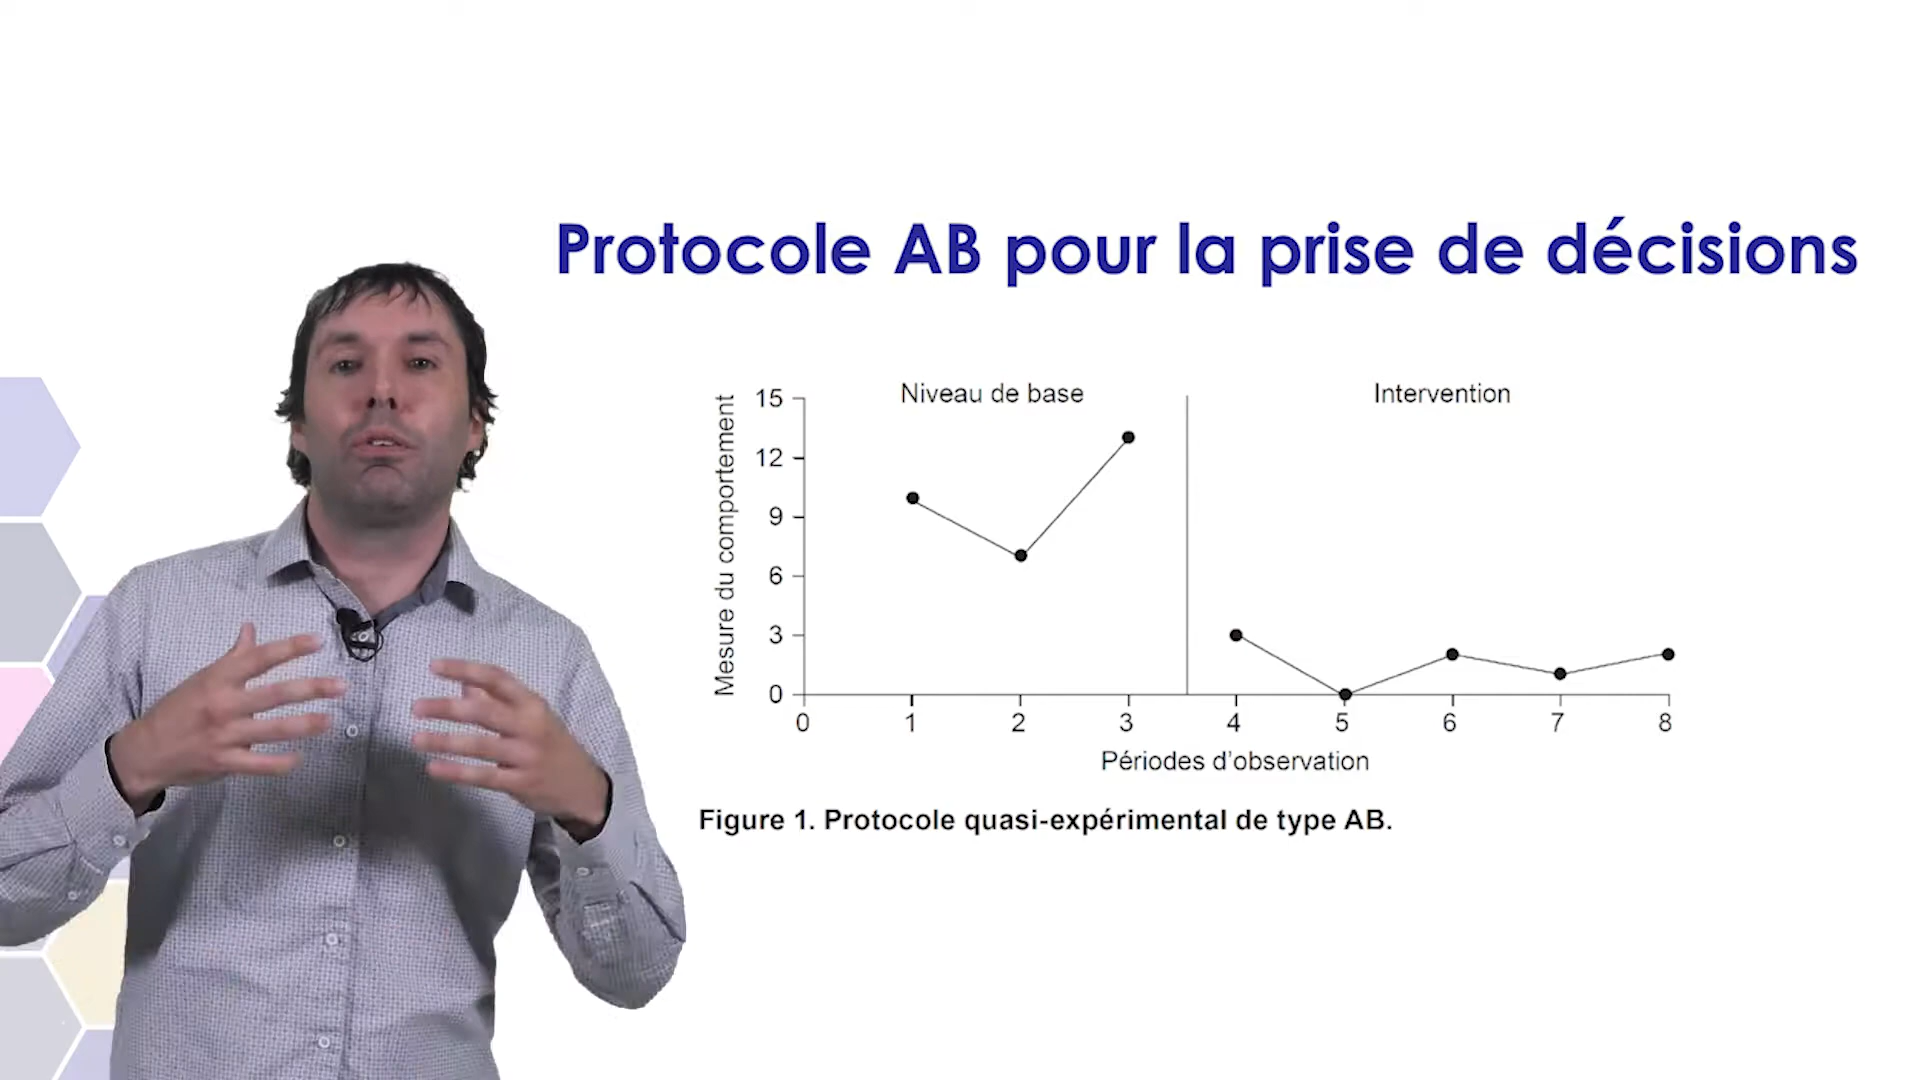 Protocole AB pour la prise de décisions
Niveau de base
Intervention
Mesure du comportement
15
12
9
6
3
0
0 1 2 3 4 5 6 7 8
Périodes d'observation
Figure 1. Protocole quasi-expérimental de type AB.